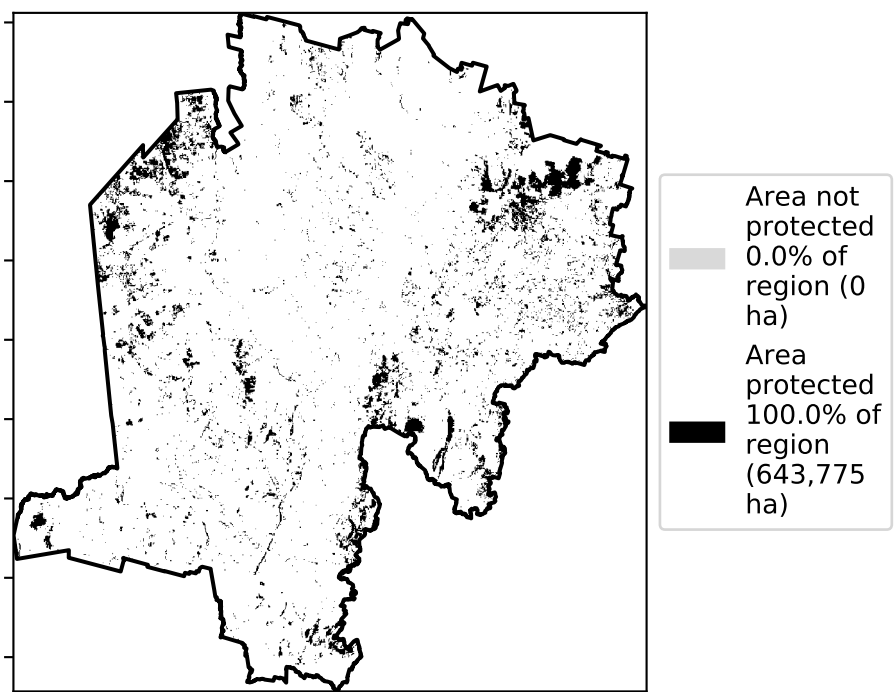 Area not
protected
0.0% of
region (0
ha)
Area
protected
100.0% of
region
(643,775
ha)